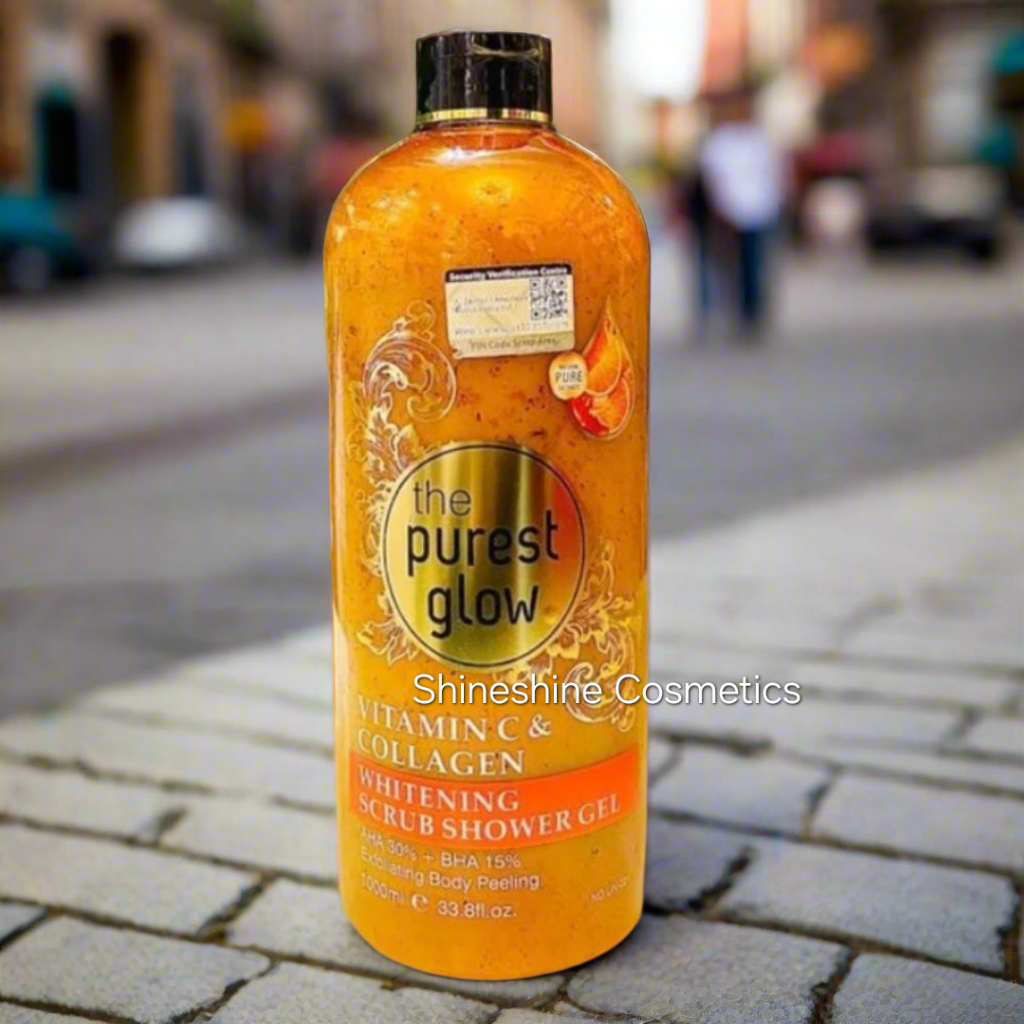 Security Verification Centre
PURE
the
purest
glow
Shineshine Cosmetics
VITAMIN C &
COLLAGEN
WHITENING
SCRUB SHOWER GEL
AHA 30% + BHA 15%
Exfoliating Body Peeling
1000ml ℮ 33.8fl.oz.